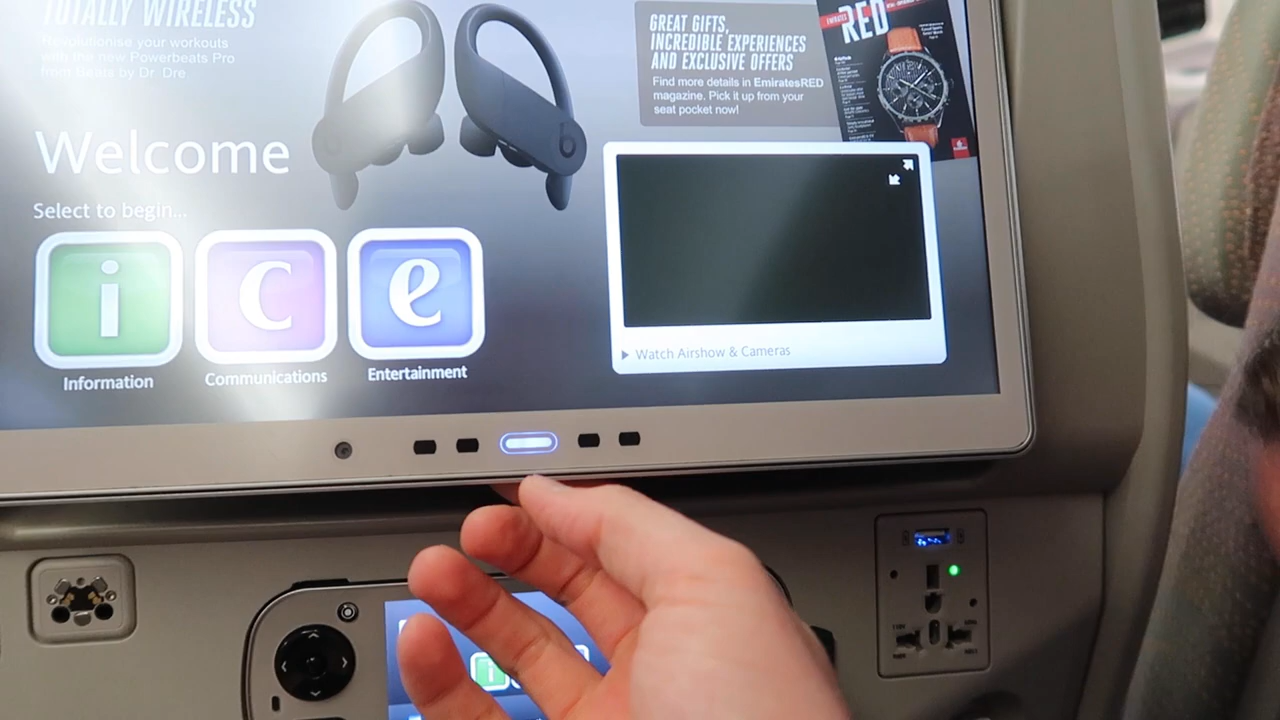 TOTALLY WIRELESS
Revolutionise your workouts
with the new Powerbeats Pro
from Beats by Dr. Dre
GREAT GIFTS,
INCREDIBLE EXPERIENCES
AND EXCLUSIVE OFFERS
Find more details in EmiratesRED
magazine. Pick it up from your
seat pocket now!
EMIRATES
RED
b
Welcome
Select to begin...
i
c
e
Information
Communications
Entertainment
Watch Airshow & Cameras
i
110V